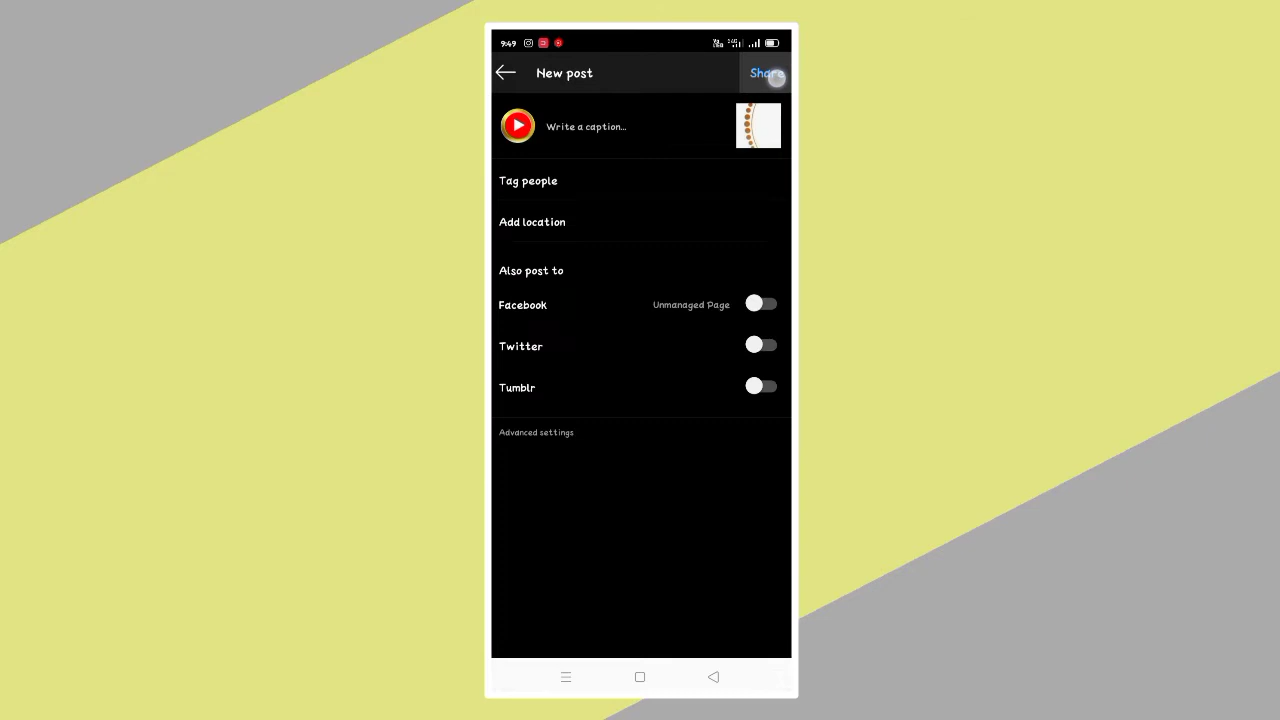 9:49
New post
Share
Write a caption...
Tag people
Add location
Also post to
Facebook
Unmanaged Page
Twitter
Tumblr
Advanced settings